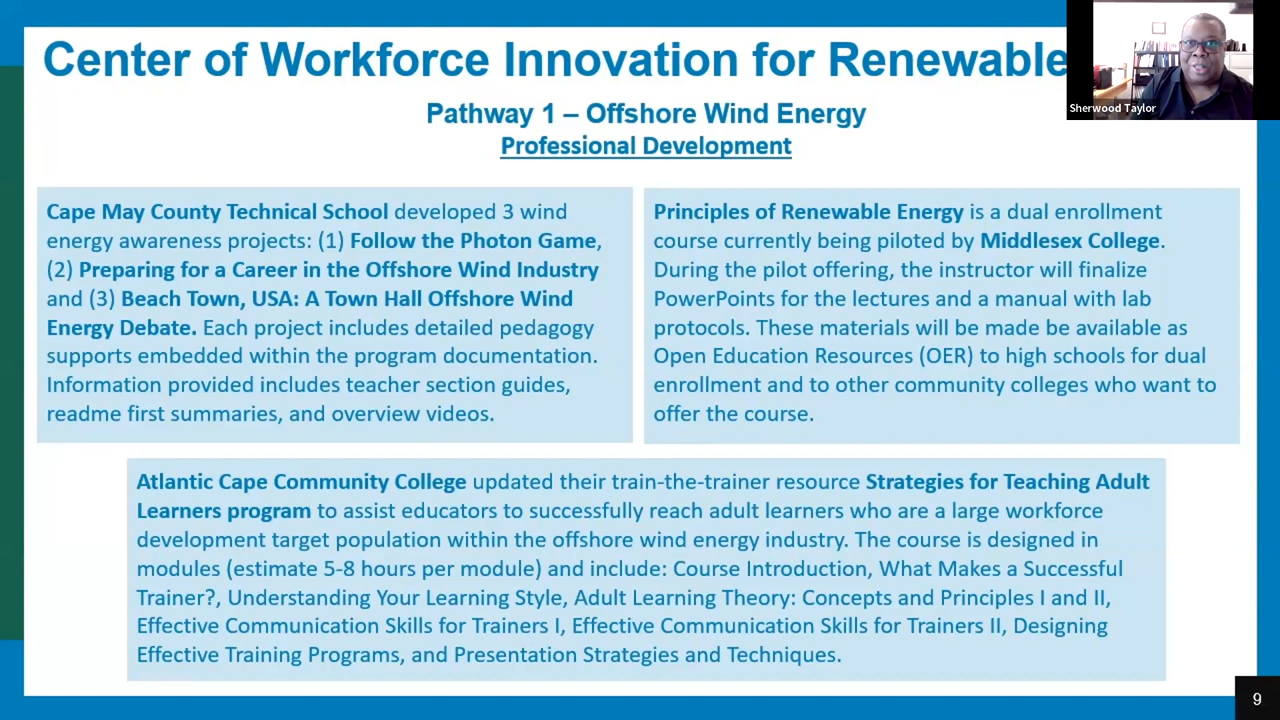 Center of Workforce Innovation for Renewable
Sherwood Taylor
Pathway 1 – Offshore Wind Energy
Professional Development
Cape May County Technical School developed 3 wind
energy awareness projects: (1) Follow the Photon Game,
(2) Preparing for a Career in the Offshore Wind Industry
and (3) Beach Town, USA: A Town Hall Offshore Wind
Energy Debate. Each project includes detailed pedagogy
supports embedded within the program documentation.
Information provided includes teacher section guides,
readme first summaries, and overview videos.
Principles of Renewable Energy is a dual enrollment
course currently being piloted by Middlesex College.
During the pilot offering, the instructor will finalize
PowerPoints for the lectures and a manual with lab
protocols. These materials will be made be available as
Open Education Resources (OER) to high schools for dual
enrollment and to other community colleges who want to
offer the course.
Atlantic Cape Community College updated their train-the-trainer resource Strategies for Teaching Adult
Learners program to assist educators to successfully reach adult learners who are a large workforce
development target population within the offshore wind energy industry. The course is designed in
modules (estimate 5-8 hours per module) and include: Course Introduction, What Makes a Successful
Trainer?, Understanding Your Learning Style, Adult Learning Theory: Concepts and Principles I and II,
Effective Communication Skills for Trainers I, Effective Communication Skills for Trainers II, Designing
Effective Training Programs, and Presentation Strategies and Techniques.
9